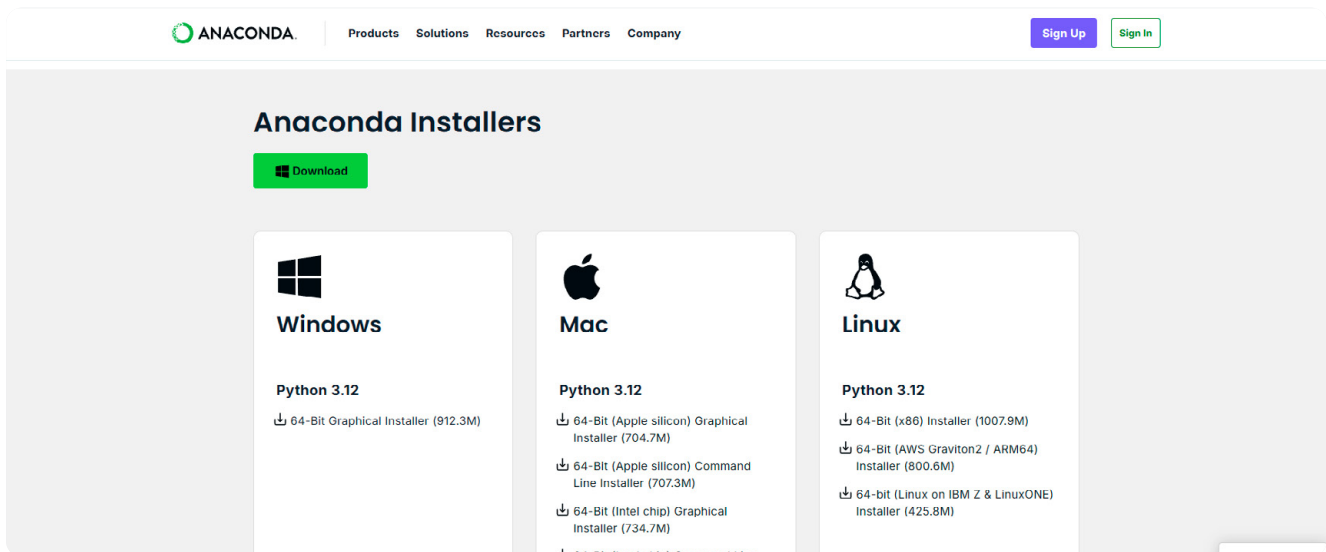 ANACONDA.
Products Solutions Resources Partners Company
Sign Up
Sign In
Anaconda Installers
Download
Windows
Python 3.12
64-Bit Graphical Installer (912.3M)
Mac
Python 3.12
64-Bit (Apple silicon) Graphical
Installer (704.7M)
64-Bit (Apple silicon) Command
Line Installer (707.3M)
64-Bit (Intel chip) Graphical
Installer (734.7M)
Linux
Python 3.12
64-Bit (x86) Installer (1007.9M)
64-Bit (AWS Graviton2 / ARM64)
Installer (800.6M)
64-bit (Linux on IBM Z & LinuxONE)
Installer (425.8M)